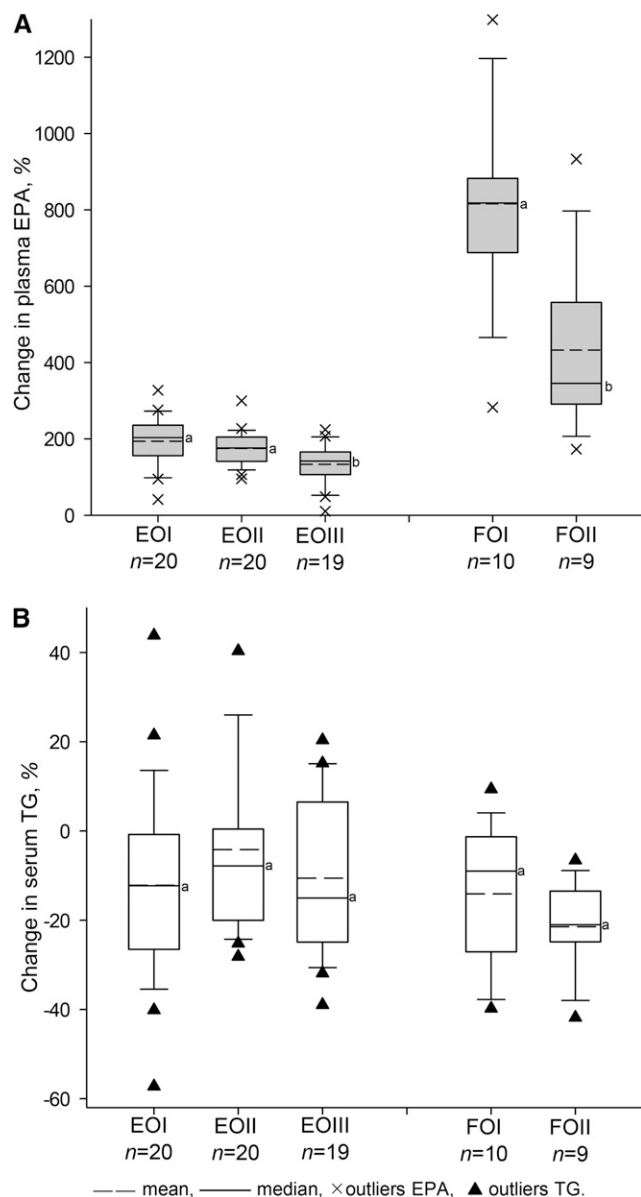 A
Change in plasma EPA, %
1200
1000
800
600
400
200
0
a
a
b
a
b
EOI EOII EOIII FOI FOII
n=20 n=20 n=19 n=10 n=9
B
Change in serum TG, %
40
20
0
-20
-40
-60
a
a
a
a
a
EOI EOII EOIII FOI FOII
n=20 n=20 n=19 n=10 n=9
mean, median, ×outliers EPA, ▲ outliers TG.